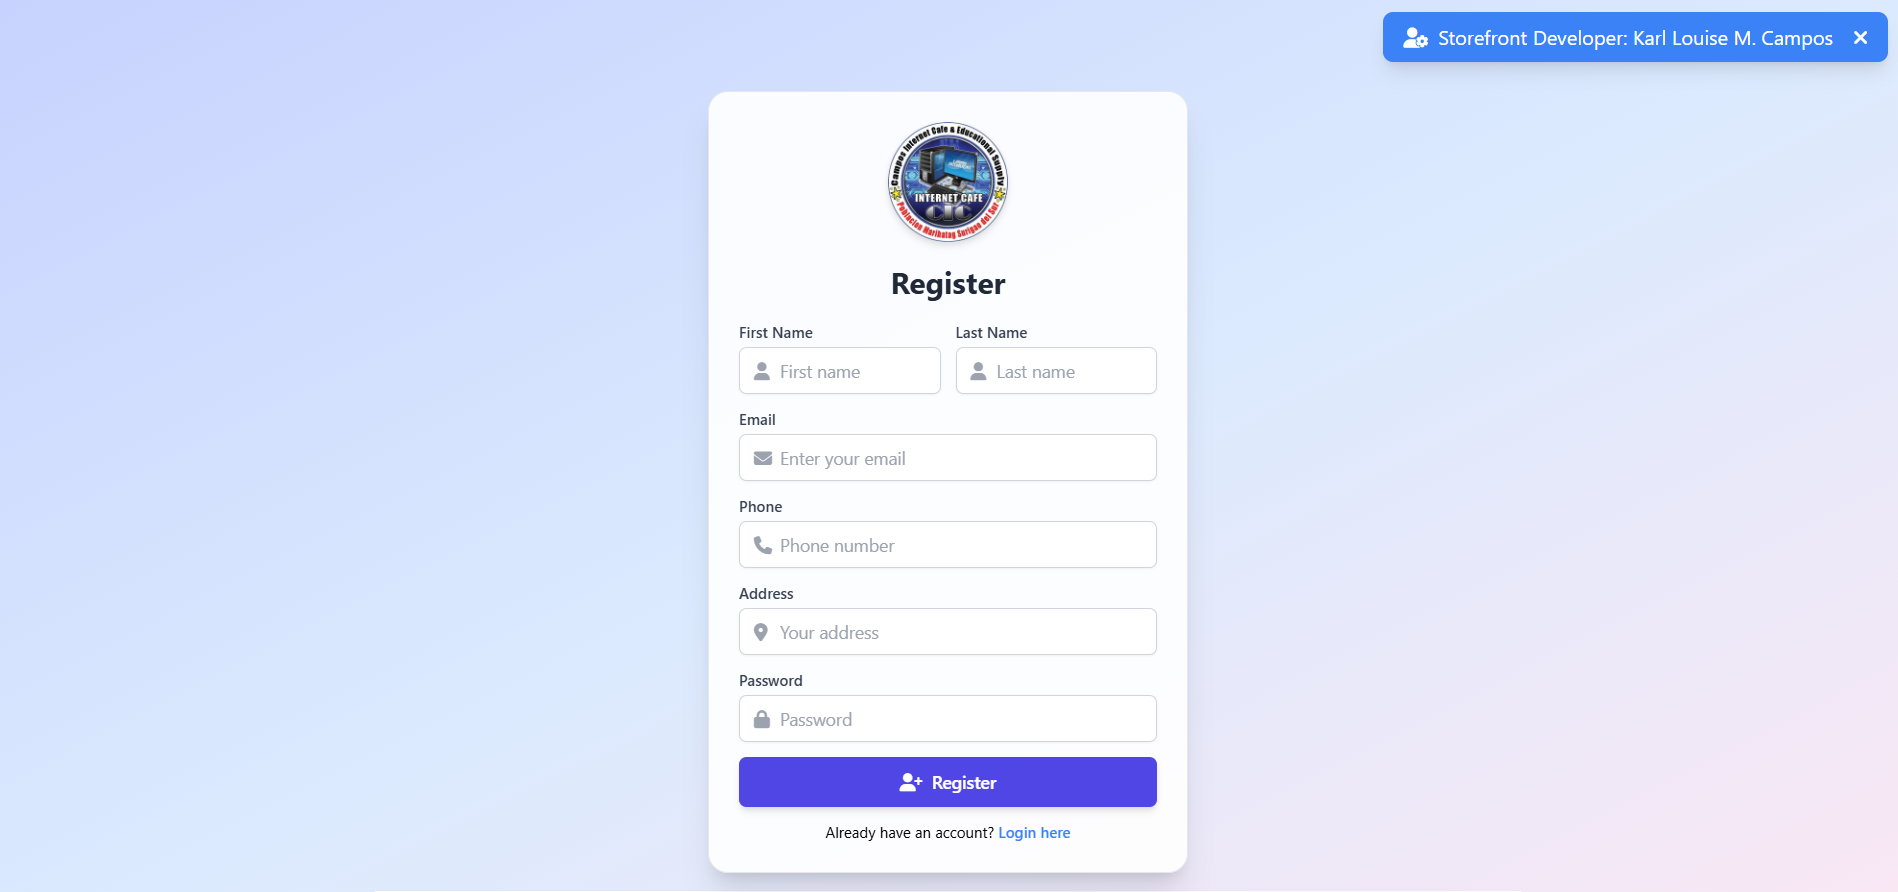 Storefront Developer: Karl Louise M. Campos
Campos Internet Cafe & Educational Supply
INTERNET CAFE
CIC
Poblacion Marihatag Surigao del Sur
Register
First Name
Last Name
First name
Last name
Email
Enter your email
Phone
Phone number
Address
Your address
Password
Password
Register
Already have an account? Login here